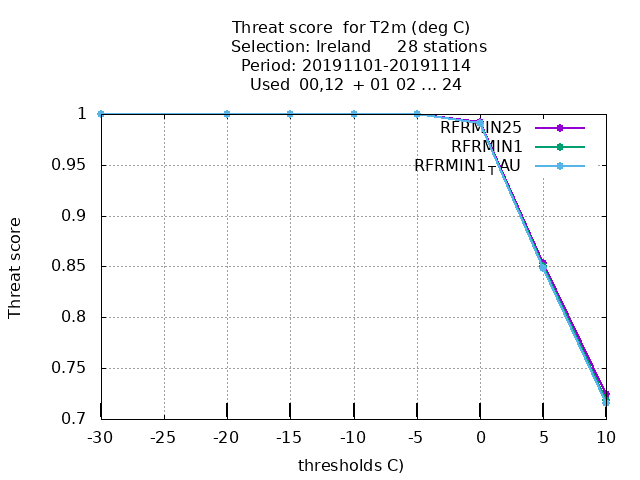 Threat score  for T2m (deg C)
Selection: Ireland     28 stations
Period: 20191101-20191114
Used  00,12  + 01 02 ... 24
1
0.95
0.9
0.85
0.8
0.75
0.7
Threat score
RFRMIN25
RFRMIN1
RFRMIN1_TAU
-30
-25
-20
-15
-10
-5
0
5
10
thresholds C)